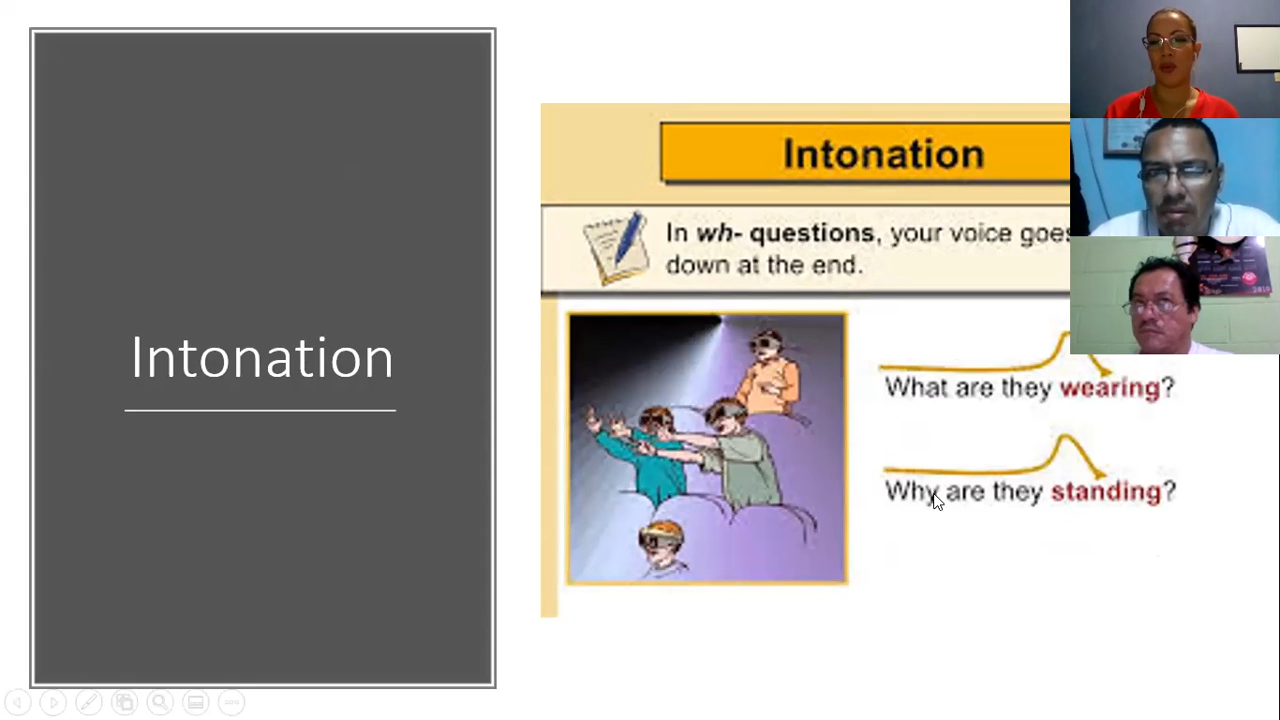 Intonation
Intonation
In wh- questions, your voice goes
down at the end.
What are they wearing?
Why are they standing?